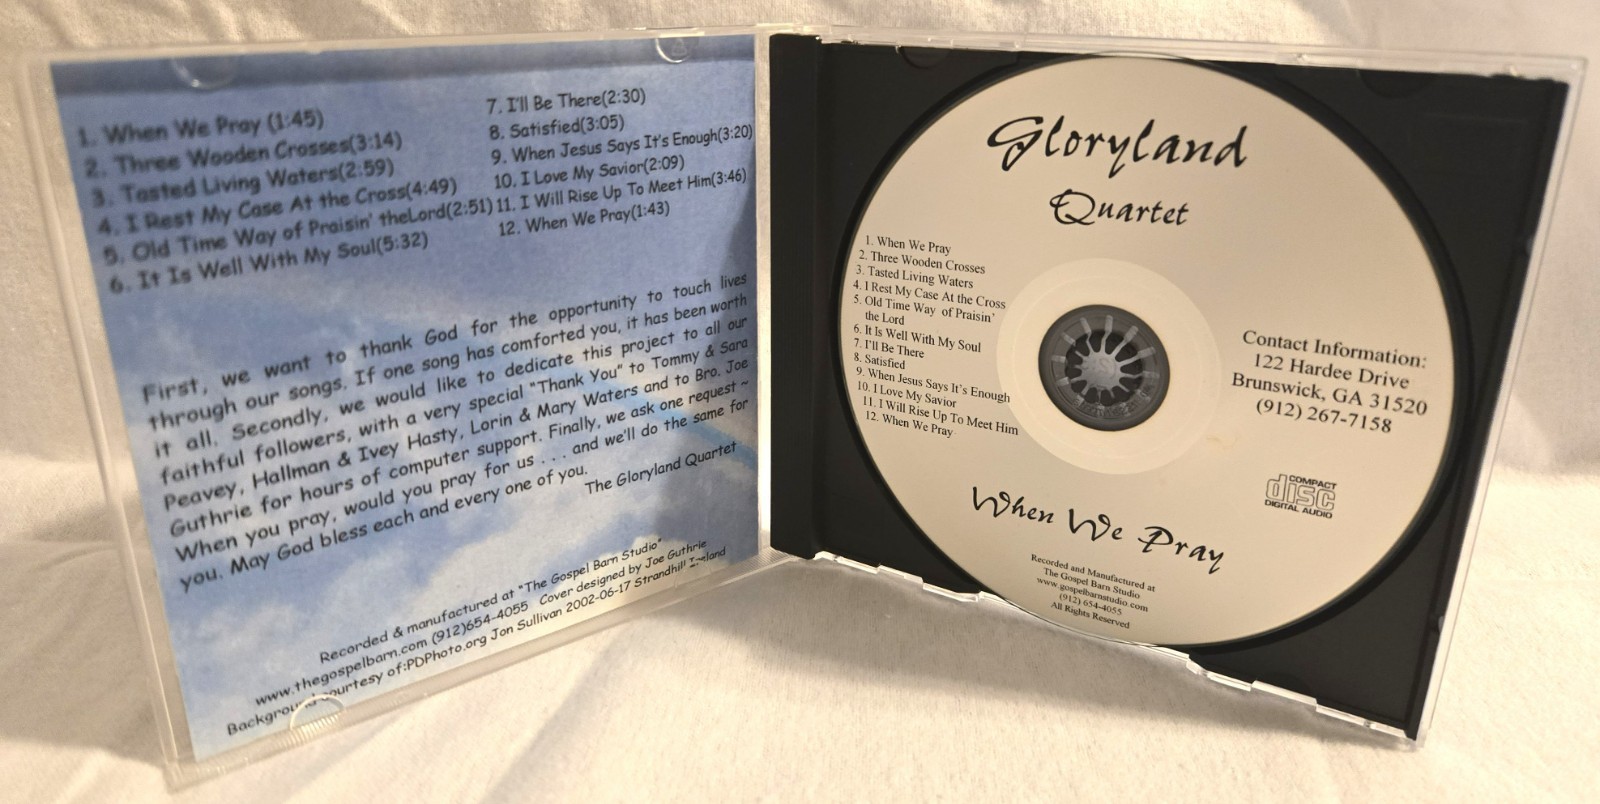 1. When We Pray (1:45)
2. Three Wooden Crosses(3:14)
3. Tasted Living Waters(2:59)
4. I Rest My Case At the Cross(4:49)
5. Old Time Way of Praisin' theLord(2:51)
6. It Is Well With My Soul(5:32)
7. I'll Be There(2:30)
8. Satisfied(3:05)
9. When Jesus Says It's Enough(3:20)
10. I Love My Savior(2:09)
11. I Will Rise Up To Meet Him(3:46)
12. When We Pray(1:43)
First, we want to thank God for the opportunity to touch lives
through our songs. If one song has comforted you, it has been worth
it all. Secondly, we would like to dedicate this project to all our
faithful followers, with a very special "Thank You" to Tommy & Sara
Peavey, Hallman & Ivey Hasty, Lorin & Mary Waters and to Bro. Joe
Guthrie for hours of computer support. Finally, we ask one request ~
When you pray, would you pray for us . . . and we'll do the same for
you. May God bless each and every one of you.
The Gloryland Quartet
Recorded & manufactured at "The Gospel Barn Studio"
www.thegospelbarn.com (912)654-4055 Cover designed by Joe Guthrie
Background courtesy of:PDPhoto.org Jon Sullivan 2002-06-17 Strandhill Ireland
Gloryland
Quartet
1. When We Pray
2. Three Wooden Crosses
3. Tasted Living Waters
4. I Rest My Case At the Cross
5. Old Time Way of Praisin'
the Lord
6. It Is Well With My Soul
7. I'll Be There
8. Satisfied
9. When Jesus Says It's Enough
10. I Love My Savior
11. I Will Rise Up To Meet Him
12. When We Pray
Contact Information:
122 Hardee Drive
Brunswick, GA 31520
(912) 267-7158
COMPACT
disc
DIGITAL AUDIO
When We Pray
Recorded and Manufactured at
The Gospel Barn Studio
www.gospelbarnstudio.com
(912) 654-4055
All Rights Reserved